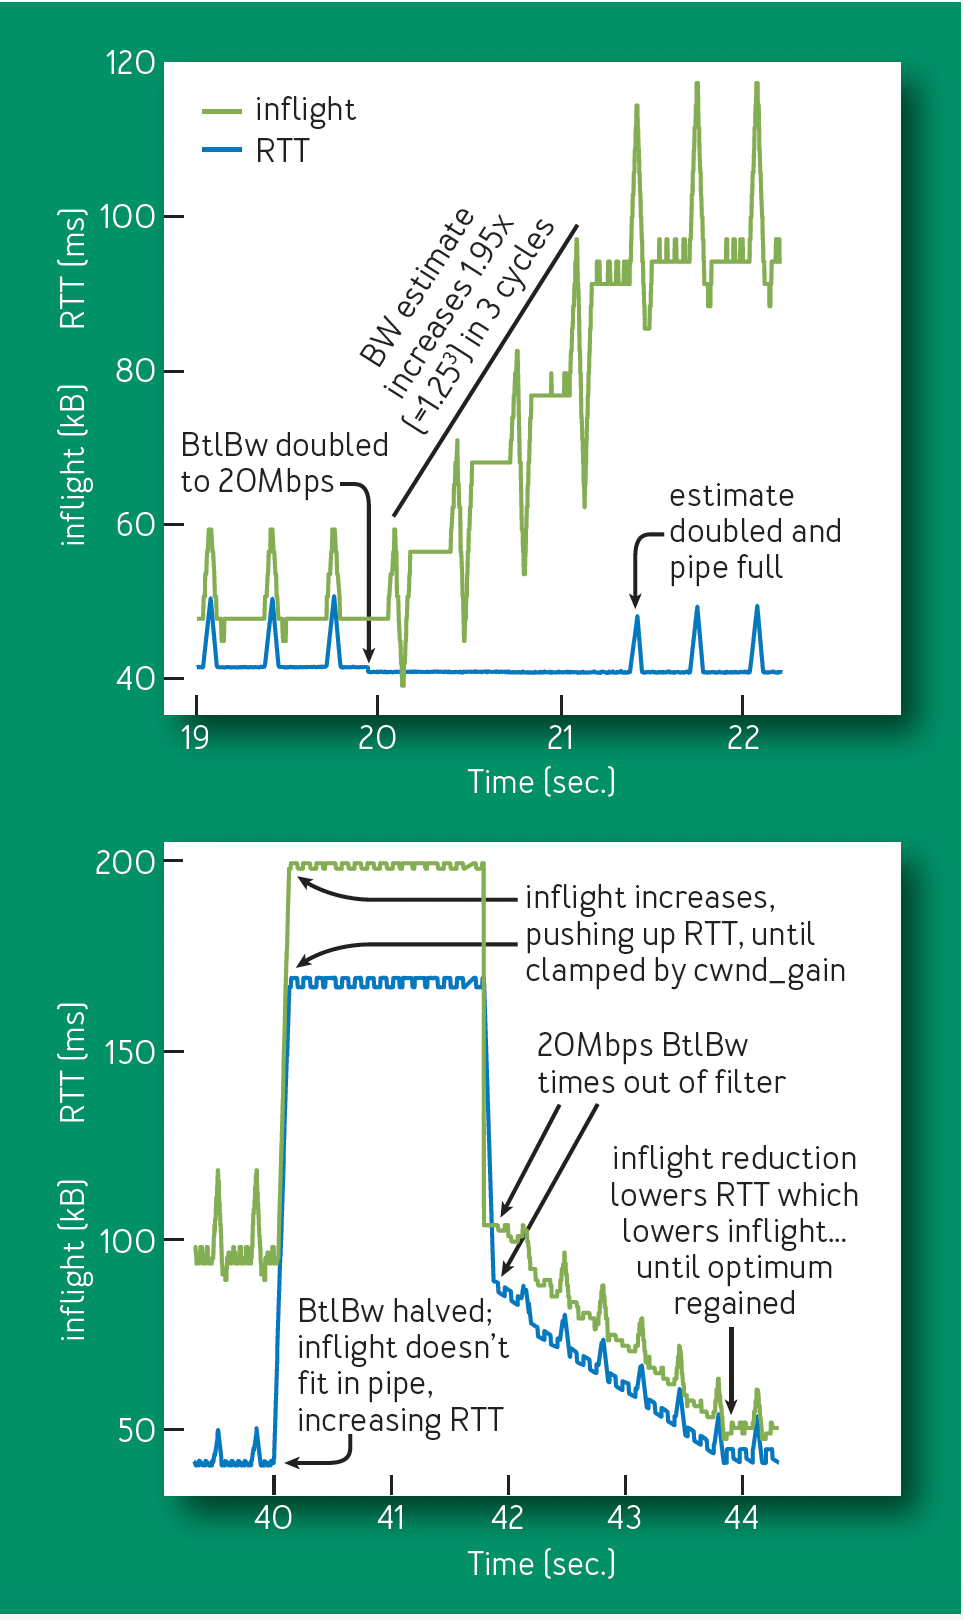 120
inflight
RTT
100
RTT (ms)
BW estimate
increases 1.95x
(=1.25³) in 3 cycles
80
inflight (kB)
BtlBw doubled
to 20Mbps
60
estimate
doubled and
pipe full
40
19 20 21 22
Time (sec.)
200
inflight increases,
pushing up RTT, until
clamped by cwnd_gain
RTT (ms)
150
20Mbps BtlBw
times out of filter
inflight reduction
lowers RTT which
lowers inflight...
until optimum
regained
inflight (kB)
100
BtlBw halved;
inflight doesn't
fit in pipe,
increasing RTT
50
40 41 42 43 44
Time (sec.)